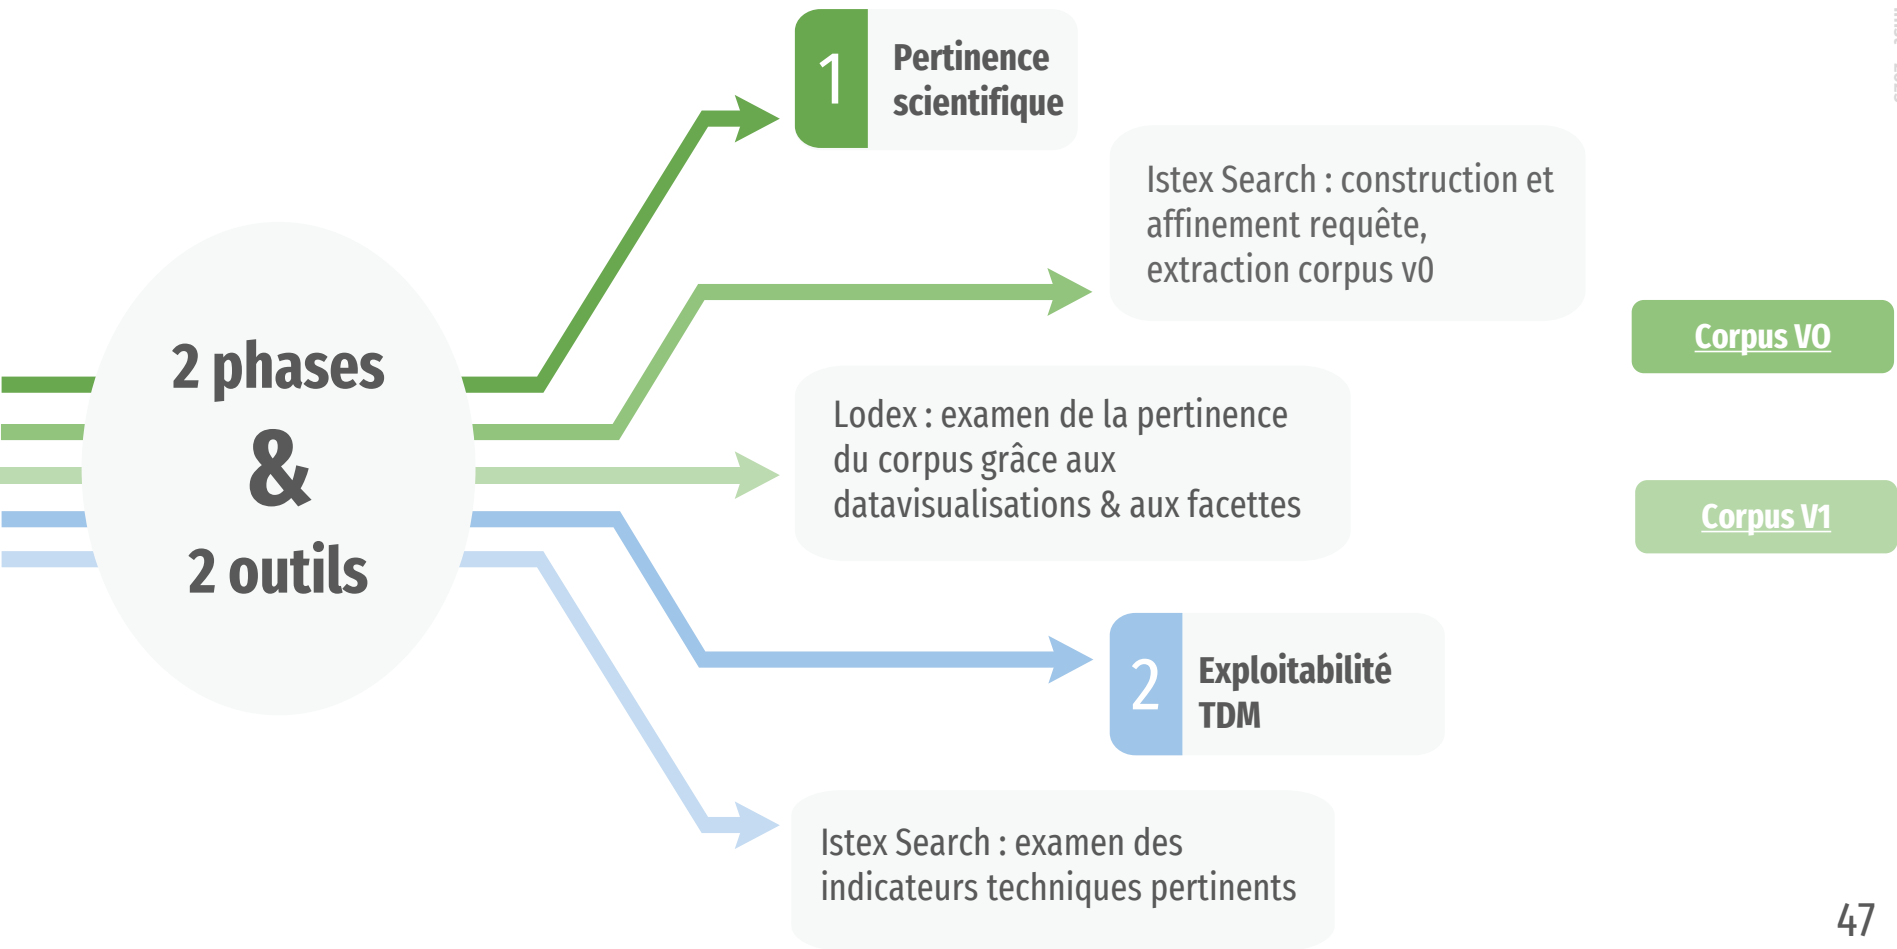 1
Pertinence
scientifique
Istex Search : construction et
affinement requête,
extraction corpus v0
2 phases
&
2 outils
Corpus V0
Lodex : examen de la pertinence
du corpus grâce aux
datavisualisations & aux facettes
Corpus V1
2
Exploitabilité
TDM
Istex Search : examen des
indicateurs techniques pertinents
47